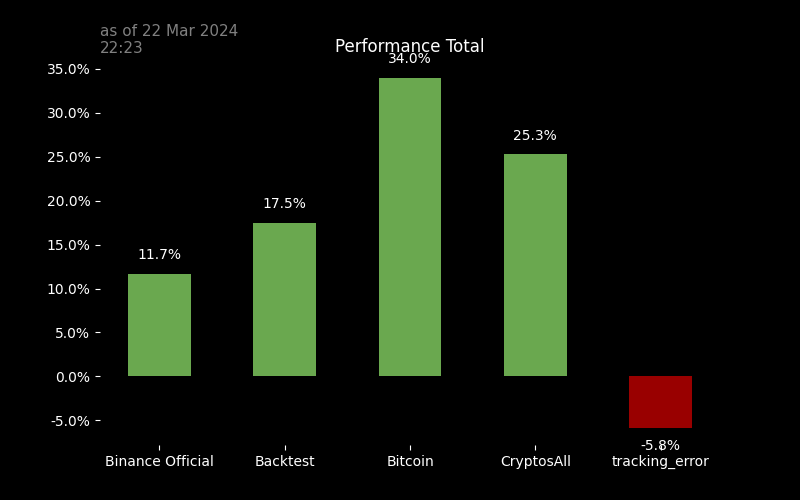 as of 22 Mar 2024
22:23
Performance Total
35.0%
30.0%
25.0%
20.0%
15.0%
10.0%
5.0%
0.0%
-5.0%
11.7%
17.5%
34.0%
25.3%
-5.8%
Binance Official
Backtest
Bitcoin
CryptosAll
tracking_error